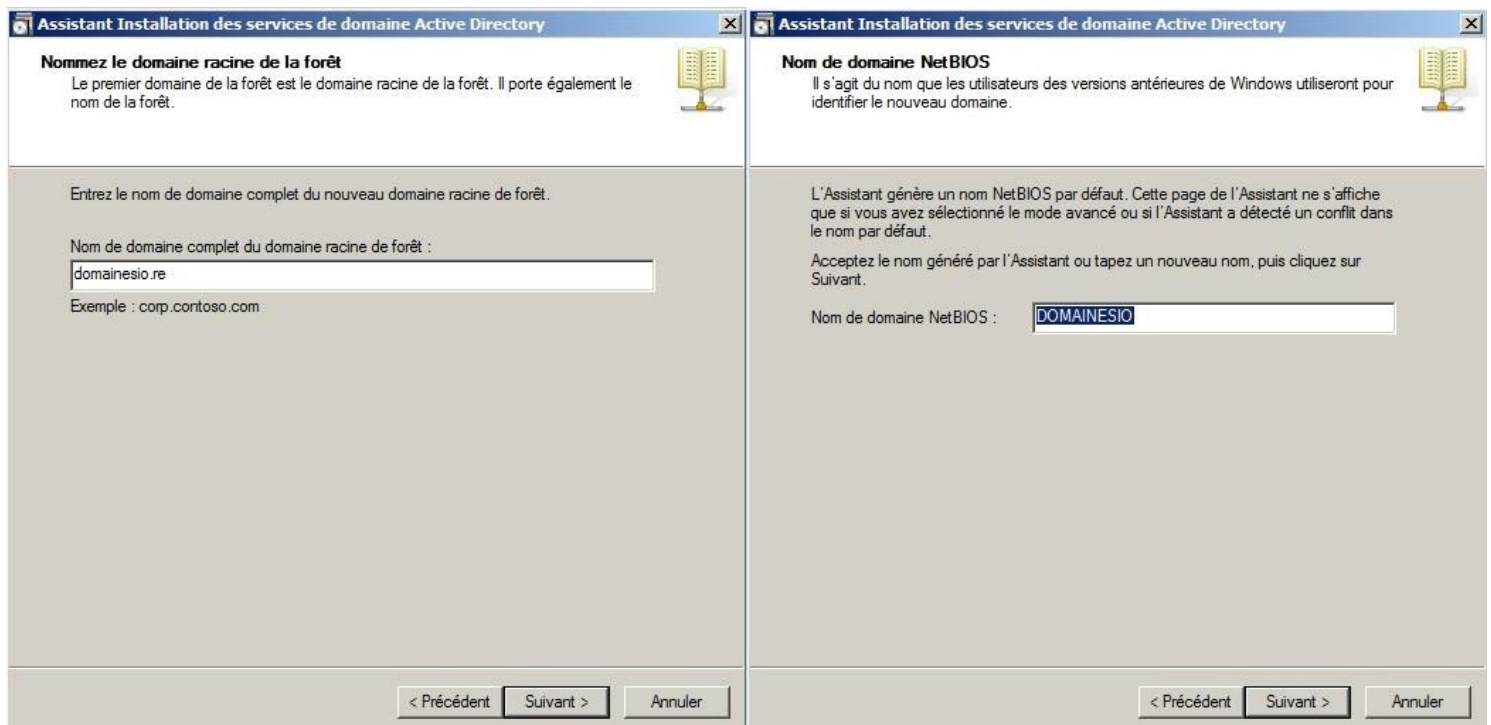 Assistant Installation des services de domaine Active Directory
Nommez le domaine racine de la forêt
Le premier domaine de la forêt est le domaine racine de la forêt. Il porte également le
nom de la forêt.
Entrez le nom de domaine complet du nouveau domaine racine de forêt.
Nom de domaine complet du domaine racine de forêt :
domainesio.re
Exemple : corp.contoso.com
< Précédent
Suivant >
Annuler
Assistant Installation des services de domaine Active Directory
Nom de domaine NetBIOS
Il s'agit du nom que les utilisateurs des versions antérieures de Windows utiliseront pour
identifier le nouveau domaine.
L'Assistant génère un nom NetBIOS par défaut. Cette page de l'Assistant ne s'affiche
que si vous avez sélectionné le mode avancé ou si l'Assistant a détecté un conflit dans
le nom par défaut.
Acceptez le nom généré par l'Assistant ou tapez un nouveau nom, puis cliquez sur
Suivant.
Nom de domaine NetBIOS :
DOMAINESIO
< Précédent
Suivant >
Annuler